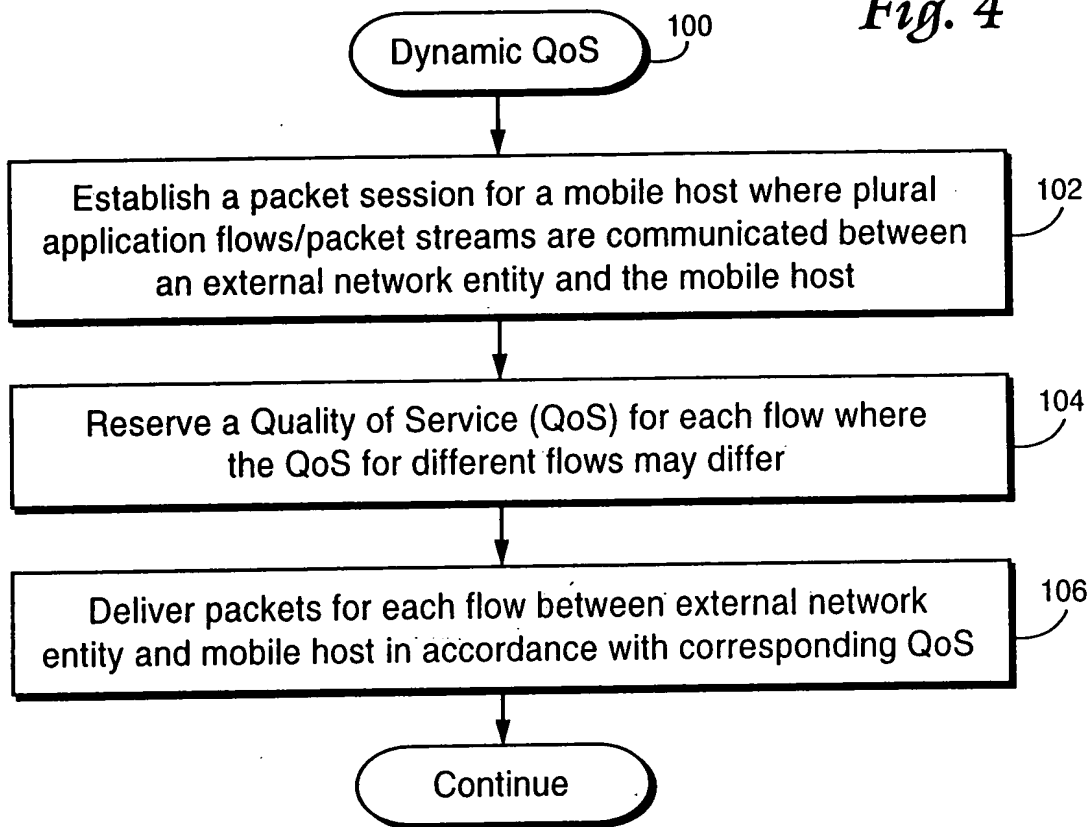 Fig. 4
Dynamic QoS
100
Establish a packet session for a mobile host where plural
application flows/packet streams are communicated between
an external network entity and the mobile host
102
Reserve a Quality of Service (QoS) for each flow where
the QoS for different flows may differ
104
Deliver packets for each flow between external network
entity and mobile host in accordance with corresponding QoS
106
Continue